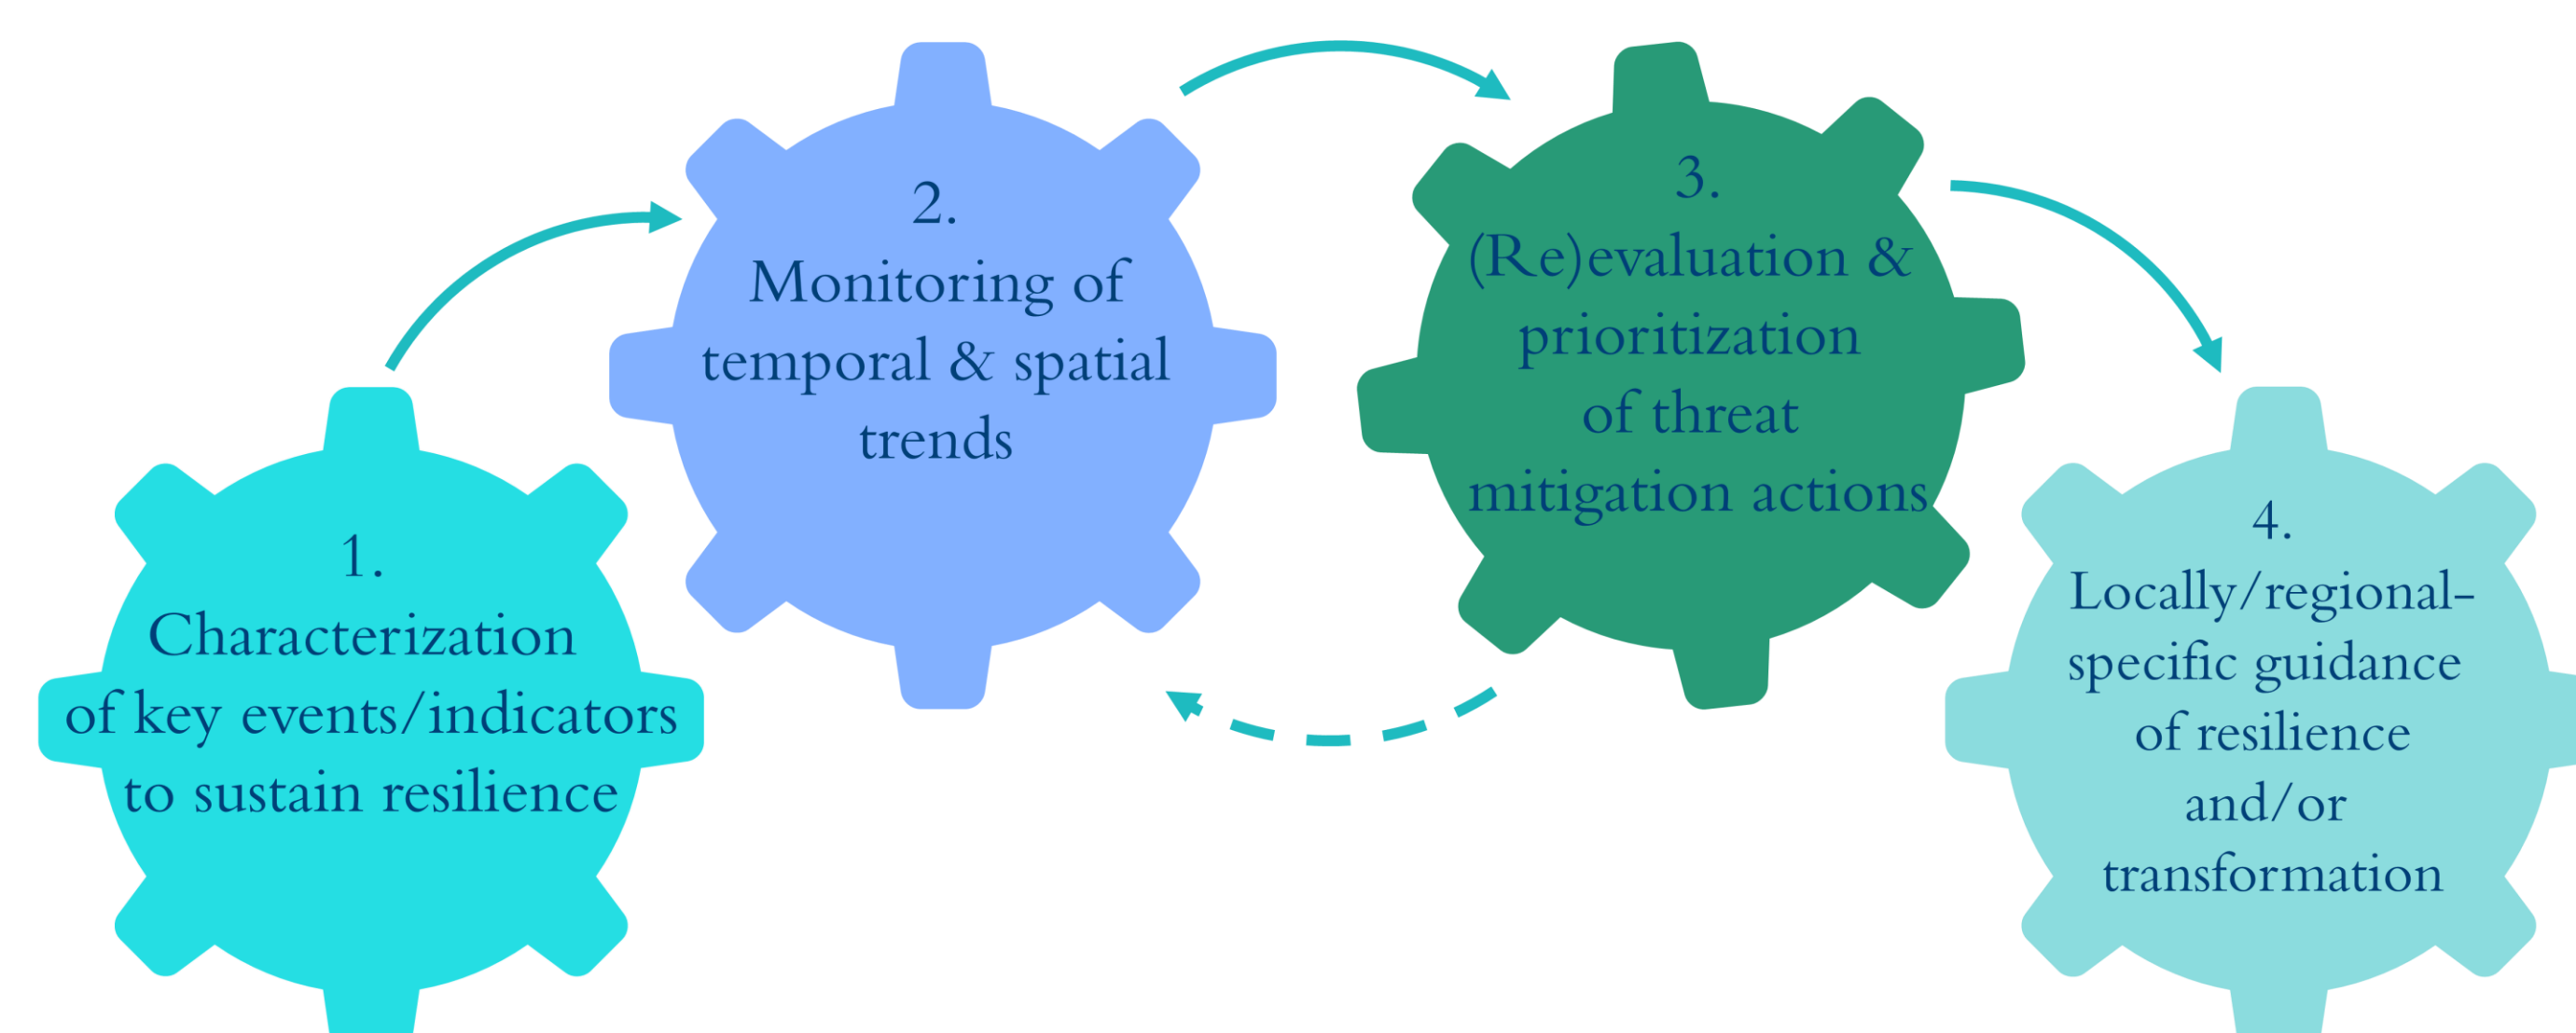 1.
Characterization
of key events/indicators
to sustain resilience
2.
Monitoring of
temporal & spatial
trends
3.
(Re)evaluation &
prioritization
of threat
mitigation actions
4.
Locally/regional-
specific guidance
of resilience
and/or
transformation